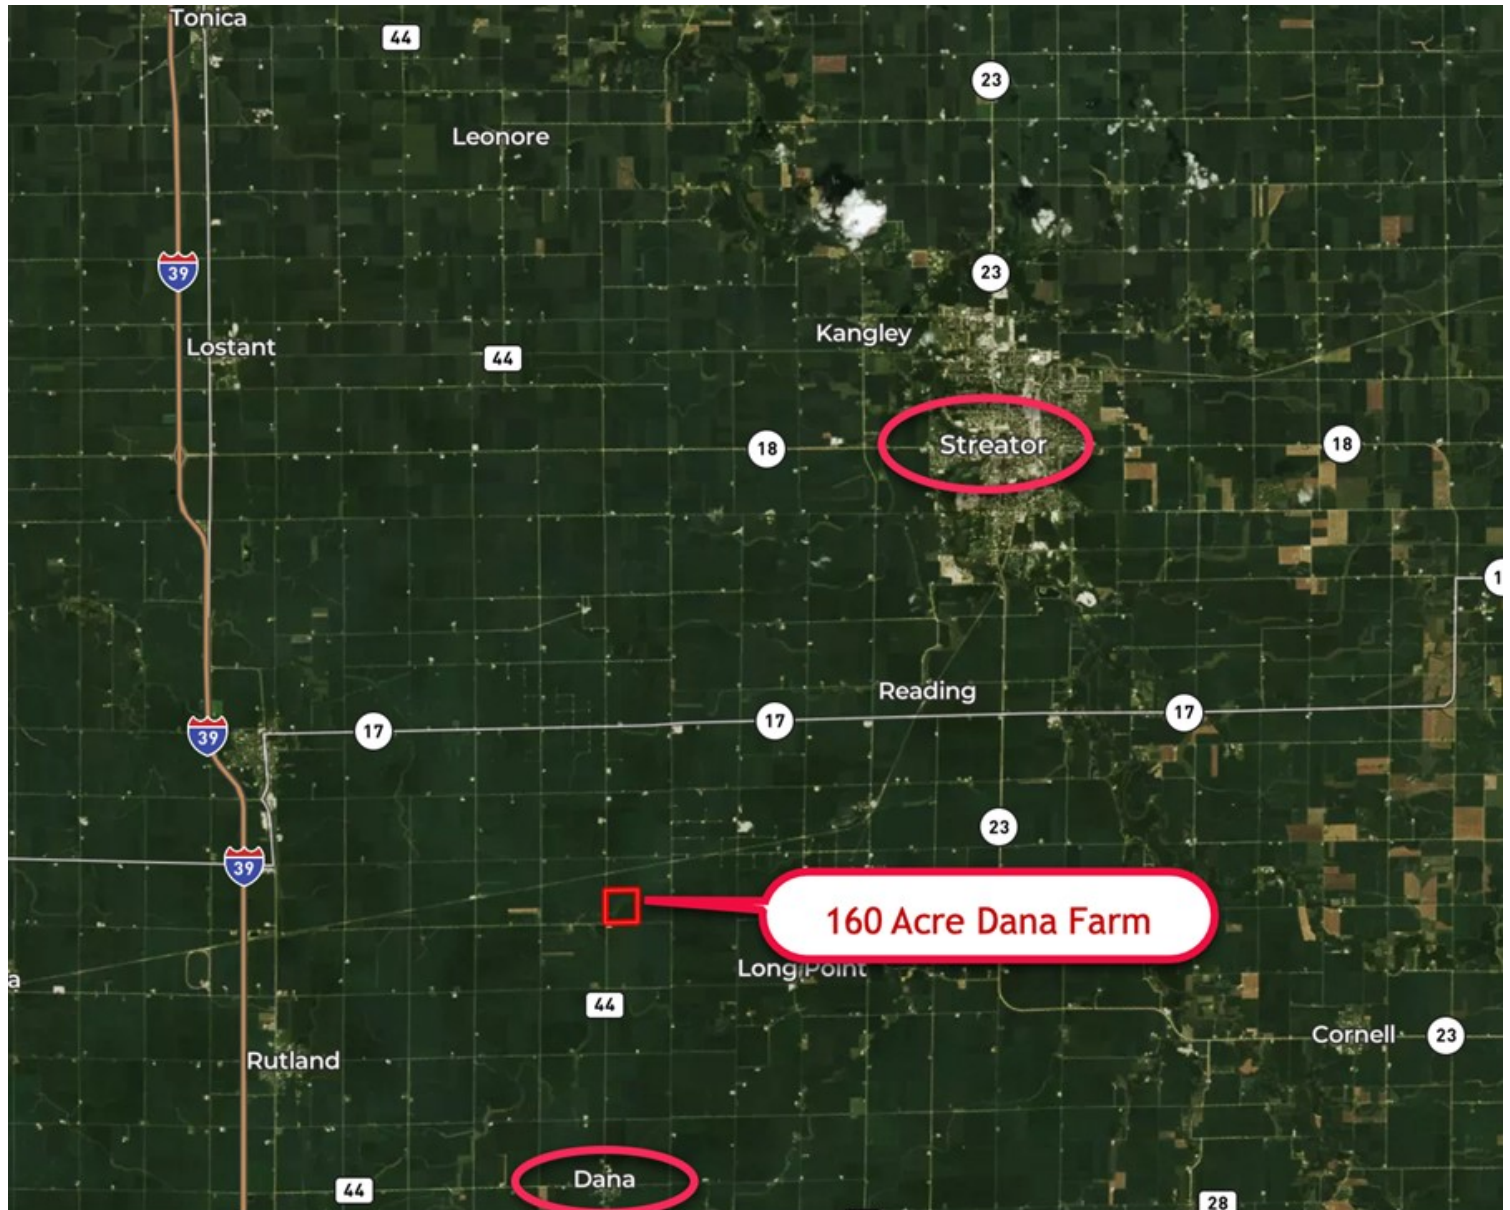 Tonica
44
23
Leonore
39
23
Kangley
Lostant
44
Streator
18
18
1
Reading
17
17
17
39
23
39
160 Acre Dana Farm
Long Point
a
44
Cornell
23
Rutland
Dana
44
28